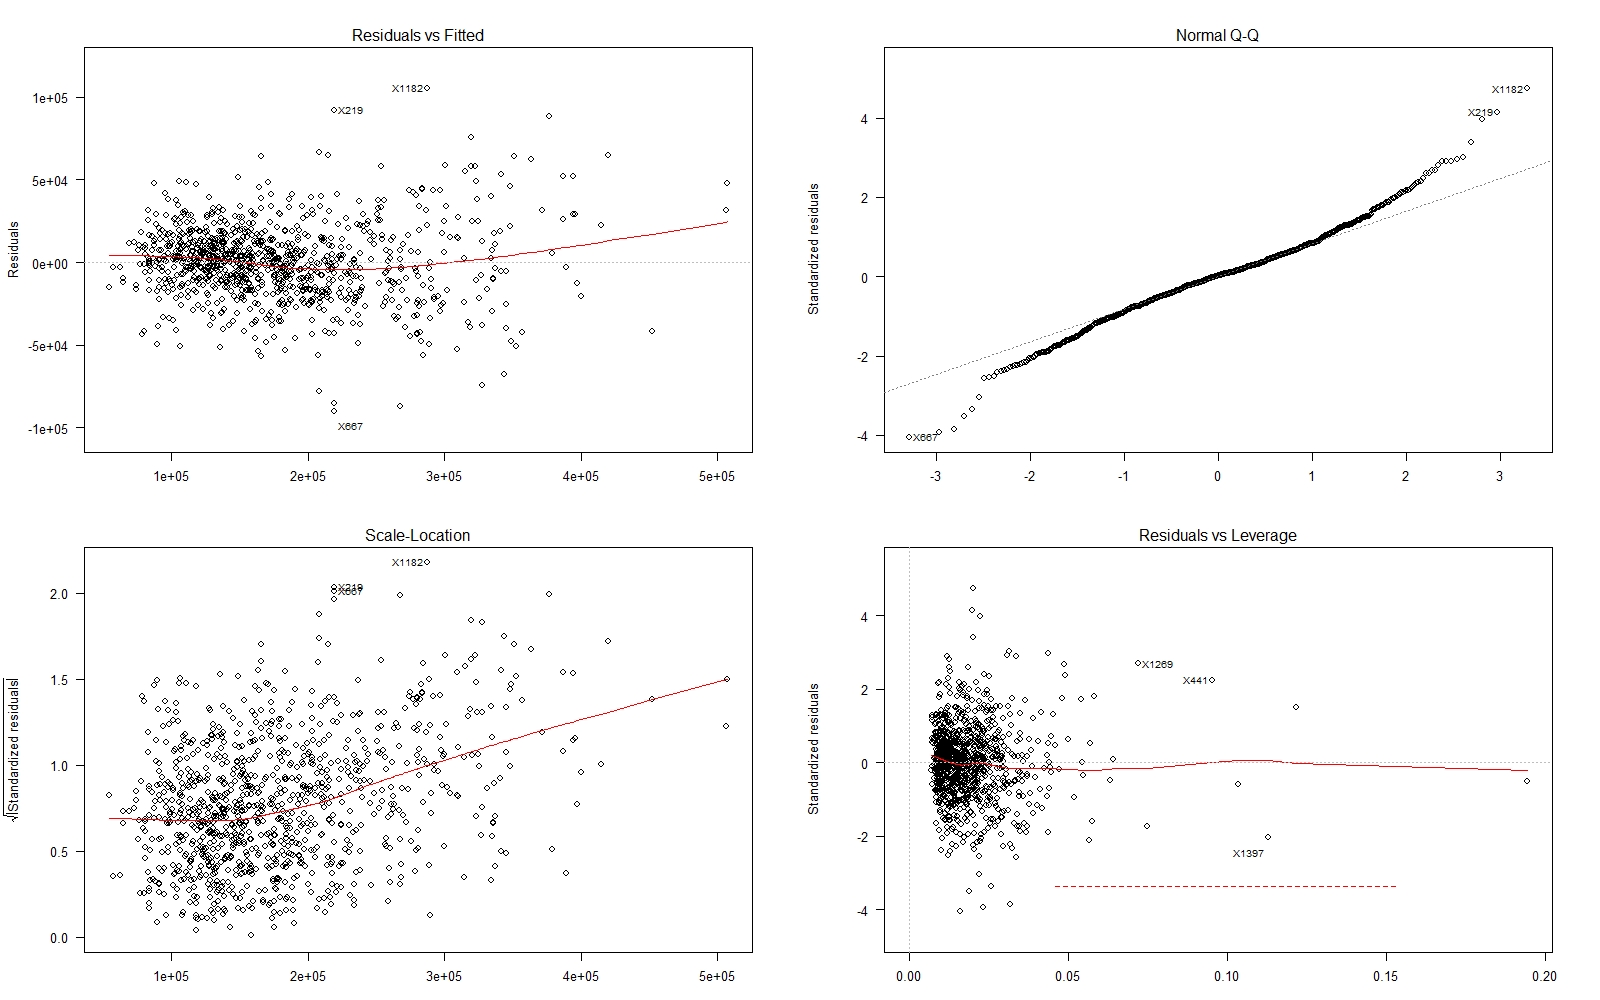 Residuals vs Fitted
Residuals
1e+05
5e+04
0e+00
-5e+04
-1e+05
X1182
X219
X667
1e+05 2e+05 3e+05 4e+05 5e+05
Normal Q-Q
Standardized residuals
4
2
0
-2
-4
X1182
X219
X667
-3 -2 -1 0 1 2 3
Scale-Location
√|Standardized residuals|
2.0
1.5
1.0
0.5
0.0
X1182
X219
X667
1e+05 2e+05 3e+05 4e+05 5e+05
Residuals vs Leverage
Standardized residuals
4
2
0
-2
-4
X1269
X441
X1397
0.00 0.05 0.10 0.15 0.20